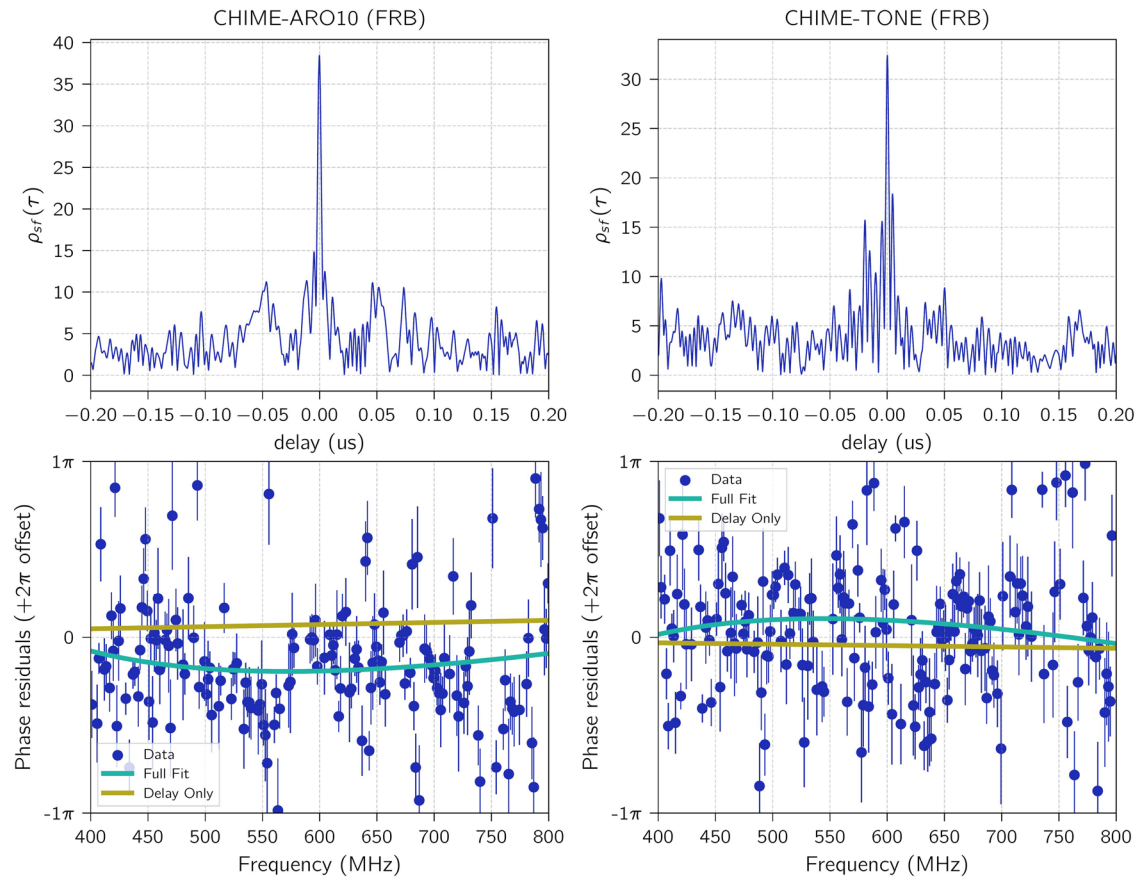 CHIME-ARO10 (FRB)
40
35
30
25
20
15
10
5
0
ρsf(τ)
−0.20 −0.15 −0.10 −0.05 0.00 0.05 0.10 0.15 0.20
delay (us)
CHIME-TONE (FRB)
30
25
20
15
10
5
0
ρsf(τ)
−0.20 −0.15 −0.10 −0.05 0.00 0.05 0.10 0.15 0.20
delay (us)
1π
0
-1π
Phase residuals (+2π offset)
Data
Full Fit
Delay Only
400 450 500 550 600 650 700 750 800
Frequency (MHz)
1π
0
-1π
Phase residuals (+2π offset)
Data
Full Fit
Delay Only
400 450 500 550 600 650 700 750 800
Frequency (MHz)